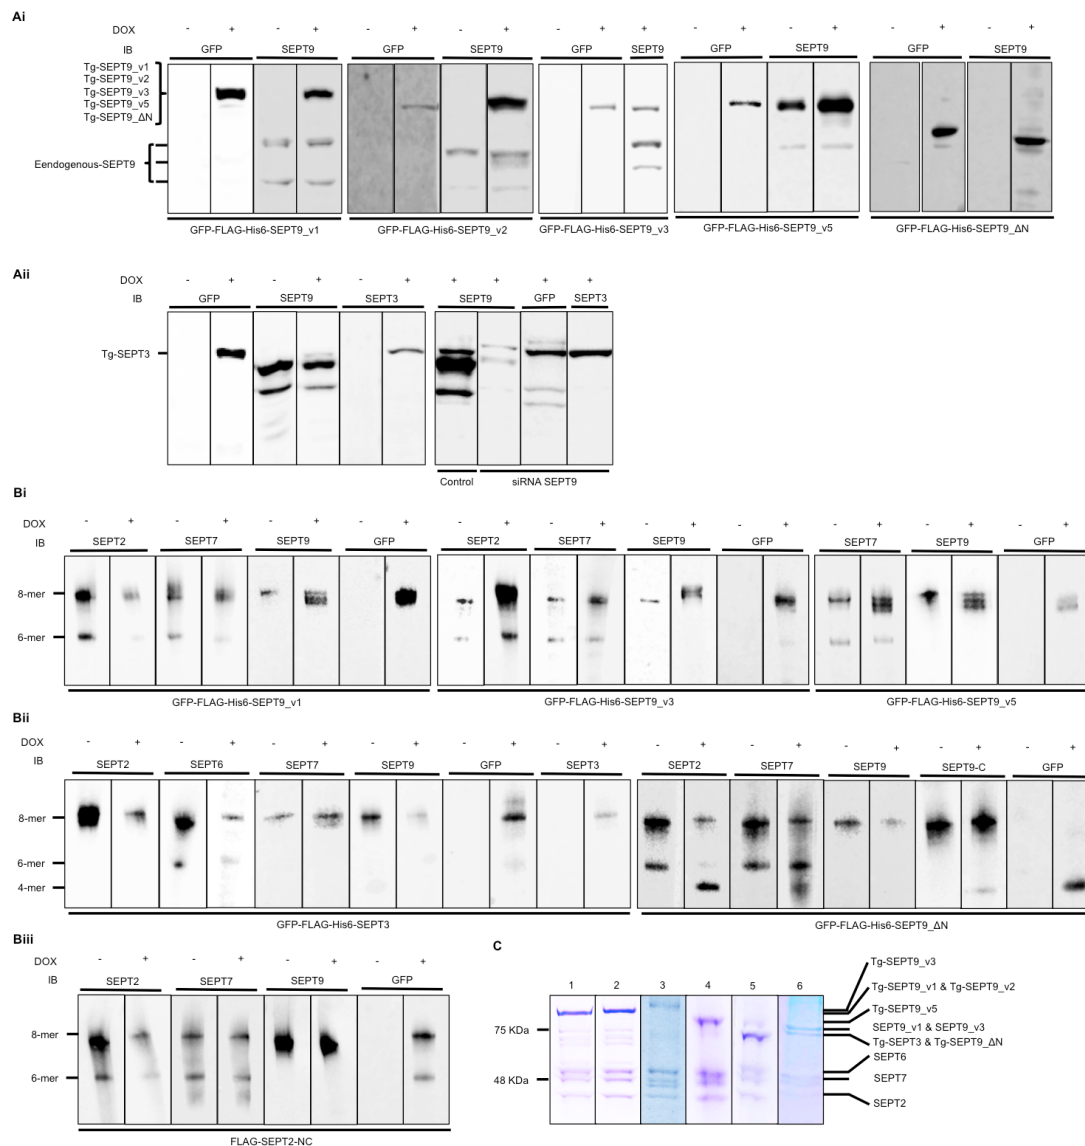 Ai
DOX - + - + - + - + - + + - + - + - + - +
IB GFP SEPT9 GFP SEPT9 GFP SEPT9 GFP SEPT9 GFP SEPT9
Tg-SEPT9_v1
Tg-SEPT9_v2
Tg-SEPT9_v3
Tg-SEPT9_v5
Tg-SEPT9_ΔN
Eendogenous-SEPT9
GFP-FLAG-His6-SEPT9_v1 GFP-FLAG-His6-SEPT9_v2 GFP-FLAG-His6-SEPT9_v3 GFP-FLAG-His6-SEPT9_v5 GFP-FLAG-His6-SEPT9_ΔN
Aii
DOX - + - + - + + + + +
IB GFP SEPT9 SEPT3 SEPT9 GFP SEPT3
Tg-SEPT3
Control siRNA SEPT9
Bi
DOX - + - + - + - + - + - + - + - + - + - + - +
IB SEPT2 SEPT7 SEPT9 GFP SEPT2 SEPT7 SEPT9 GFP SEPT7 SEPT9 GFP
8-mer
6-mer
GFP-FLAG-His6-SEPT9_v1 GFP-FLAG-His6-SEPT9_v3 GFP-FLAG-His6-SEPT9_v5
Bii
DOX - + - + - + - + - + - + - + - + - + - + - +
IB SEPT2 SEPT6 SEPT7 SEPT9 GFP SEPT3 SEPT2 SEPT7 SEPT9 SEPT9-C GFP
8-mer
6-mer
4-mer
GFP-FLAG-His6-SEPT3 GFP-FLAG-His6-SEPT9_ΔN
Biii
DOX - + - + - + - +
IB SEPT2 SEPT7 SEPT9 GFP
8-mer
6-mer
FLAG-SEPT2-NC
C
1 2 3 4 5 6
75 KDa
48 KDa
Tg-SEPT9_v3
Tg-SEPT9_v1 & Tg-SEPT9_v2
Tg-SEPT9_v5
SEPT9_v1 & SEPT9_v3
Tg-SEPT3 & Tg-SEPT9_ΔN
SEPT6
SEPT7
SEPT2